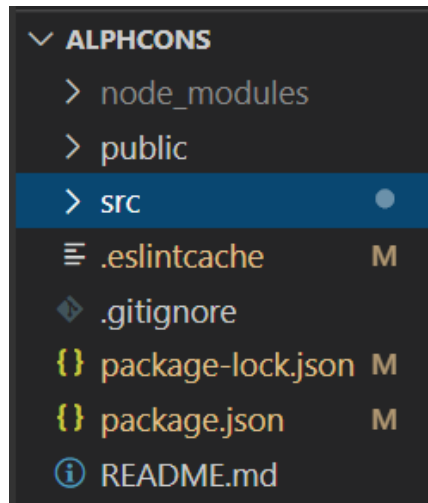 ALPHCONS
node_modules
public
src
.eslintcache M
.gitignore
package-lock.json M
package.json M
README.md